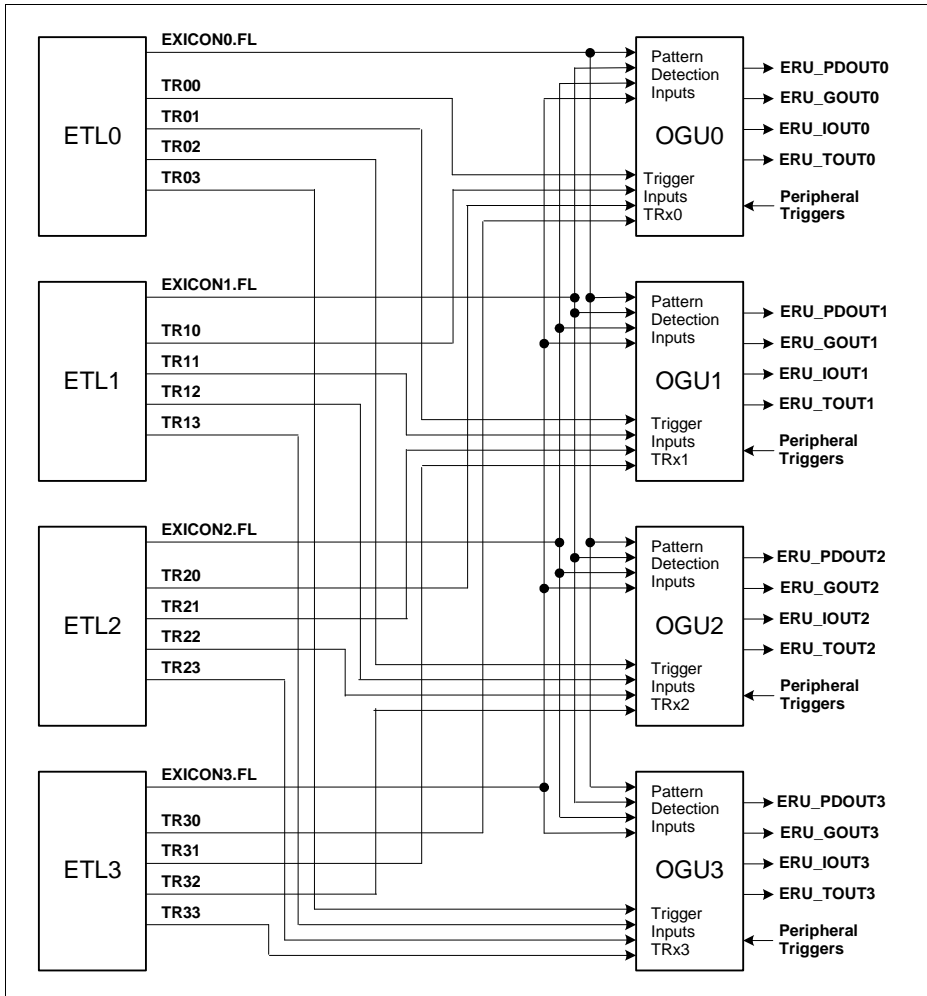 EXICON0.FL
TR00
TR01
TR02
TR03
ETL0
Pattern
Detection
Inputs
OGU0
Trigger
Inputs
TRx0
ERU_PDOUT0
ERU_GOUT0
ERU_IOUT0
ERU_TOUT0
Peripheral
Triggers
EXICON1.FL
TR10
TR11
TR12
TR13
ETL1
Pattern
Detection
Inputs
OGU1
Trigger
Inputs
TRx1
ERU_PDOUT1
ERU_GOUT1
ERU_IOUT1
ERU_TOUT1
Peripheral
Triggers
EXICON2.FL
TR20
TR21
TR22
TR23
ETL2
Pattern
Detection
Inputs
OGU2
Trigger
Inputs
TRx2
ERU_PDOUT2
ERU_GOUT2
ERU_IOUT2
ERU_TOUT2
Peripheral
Triggers
EXICON3.FL
TR30
TR31
TR32
TR33
ETL3
Pattern
Detection
Inputs
OGU3
Trigger
Inputs
TRx3
ERU_PDOUT3
ERU_GOUT3
ERU_IOUT3
ERU_TOUT3
Peripheral
Triggers